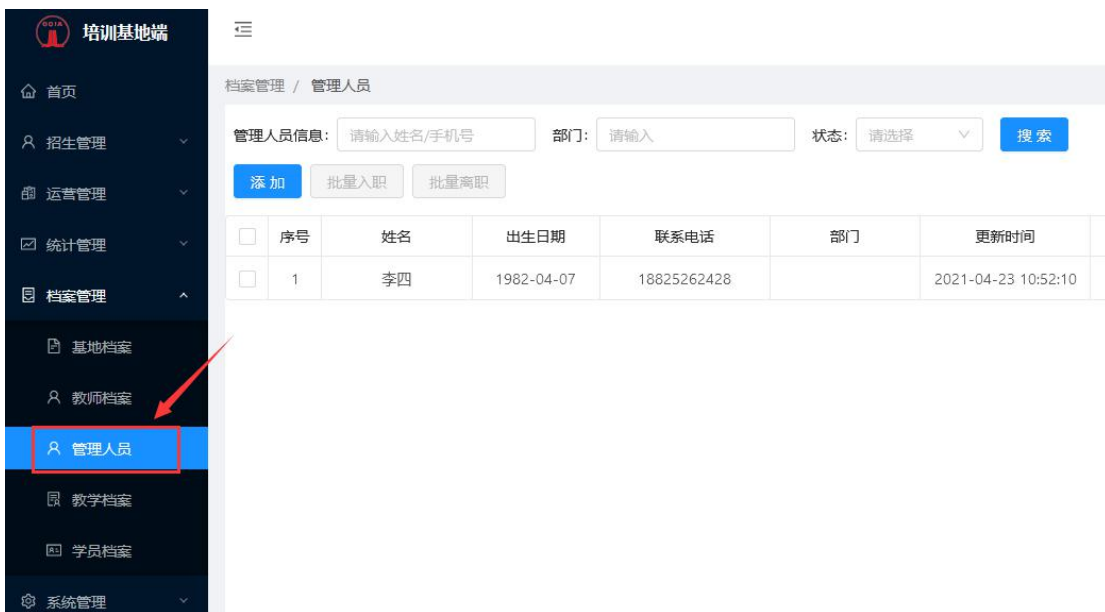 培训基地端
首页
招生管理
运营管理
统计管理
档案管理
基地档案
教师档案
管理人员
教学档案
学员档案
系统管理
档案管理 / 管理人员
管理人员信息： 请输入姓名/手机号 部门： 请输入 状态： 请选择 搜 索
添 加 批量入职 批量离职
序号 姓名 出生日期 联系电话 部门 更新时间
1 李四 1982-04-07 18825262428 2021-04-23 10:52:10